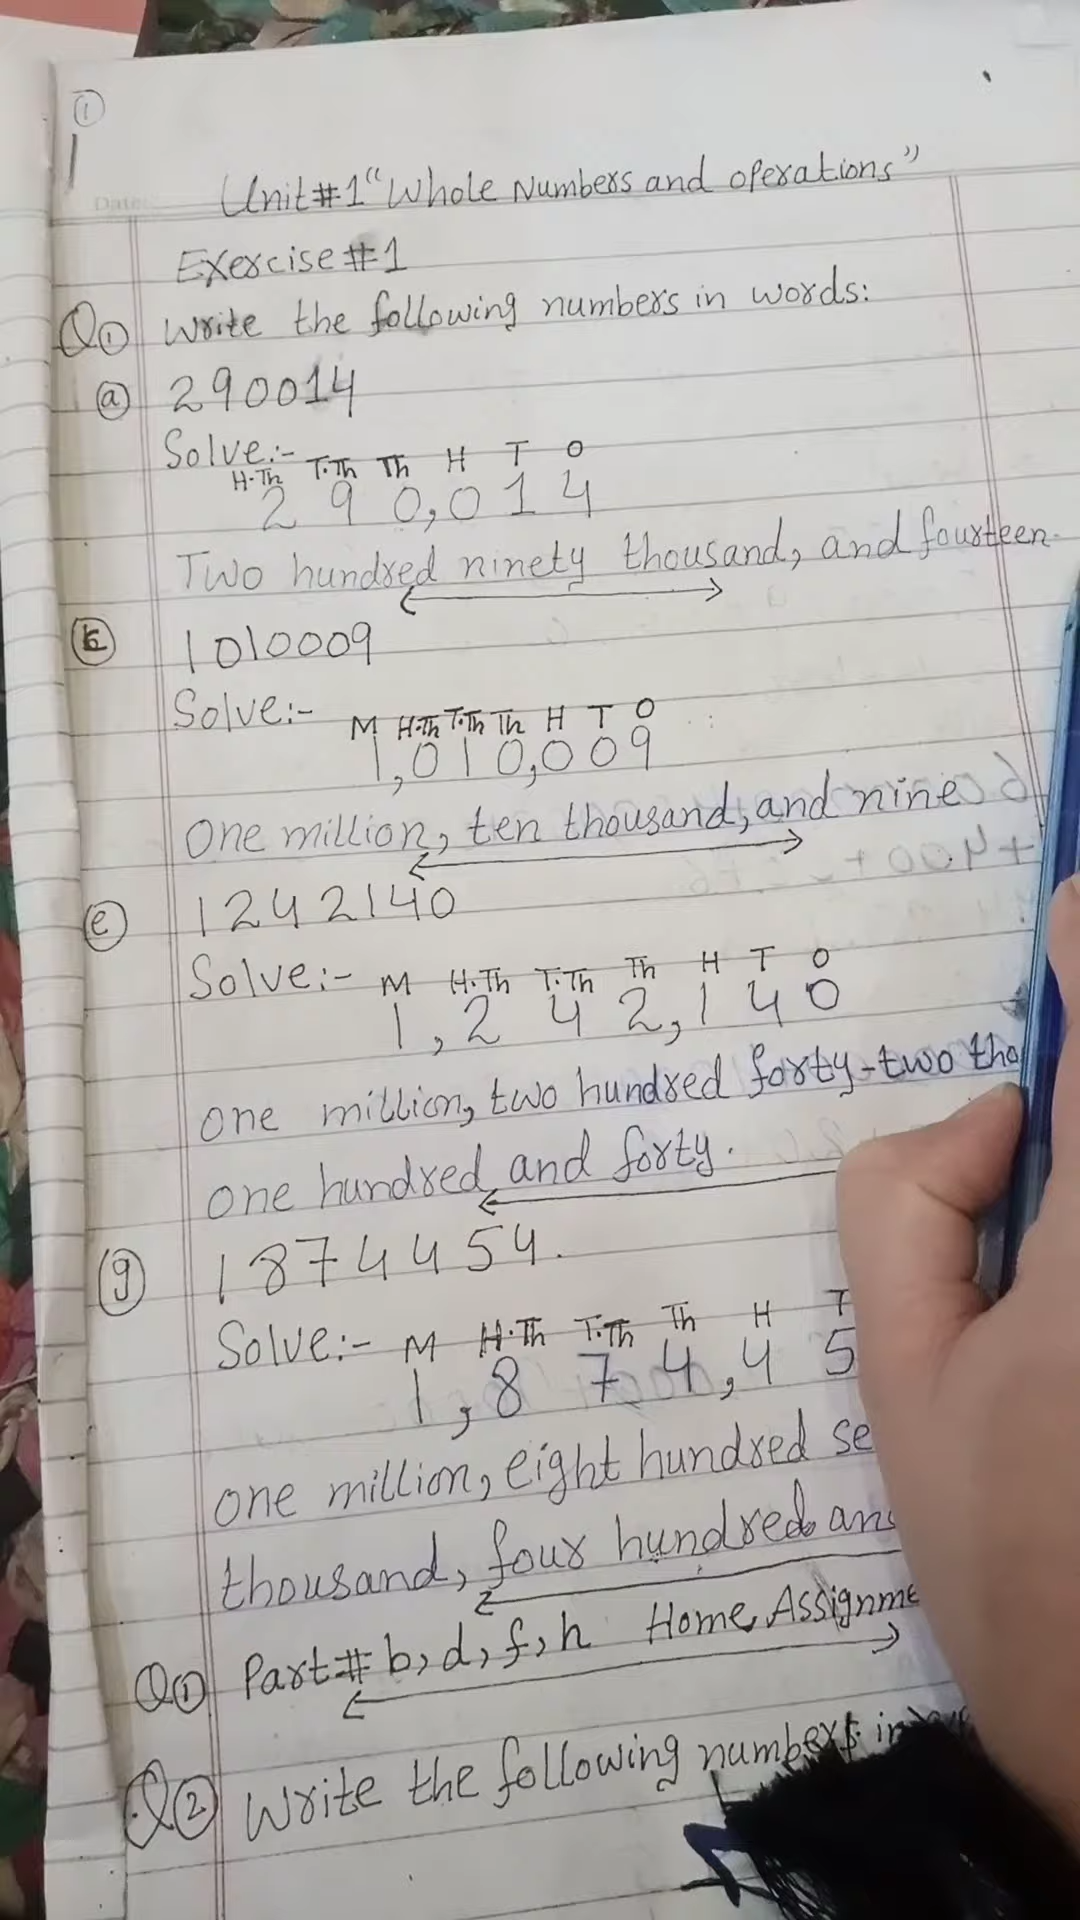 1
Date:
Unit#1 "Whole Numbers and operations"
Exercise #1
Q1 Write the following numbers in words:
a 290014
Solve:-
H.Th T.Th Th H T O
2 9 0,0 1 4
Two hundred ninety thousand, and fourteen.
1010009
Solve:-
M H.Th T.Th Th H T O
1,0 1 0,0 0 9
One million, ten thousand, and nine
e 1242140
Solve:- M H.Th T.Th Th H T O
1,2 4 2,1 4 0
one million, two hundred forty-two tho
one hundred and forty.
g 1874454.
Solve:- M H.Th T.Th Th H T
1,8 7 4,4 5
one million, eight hundred se
thousand, four hundred an
Q1 Part# b, d, f, h Home Assignme
Q2 Write the following numbers in